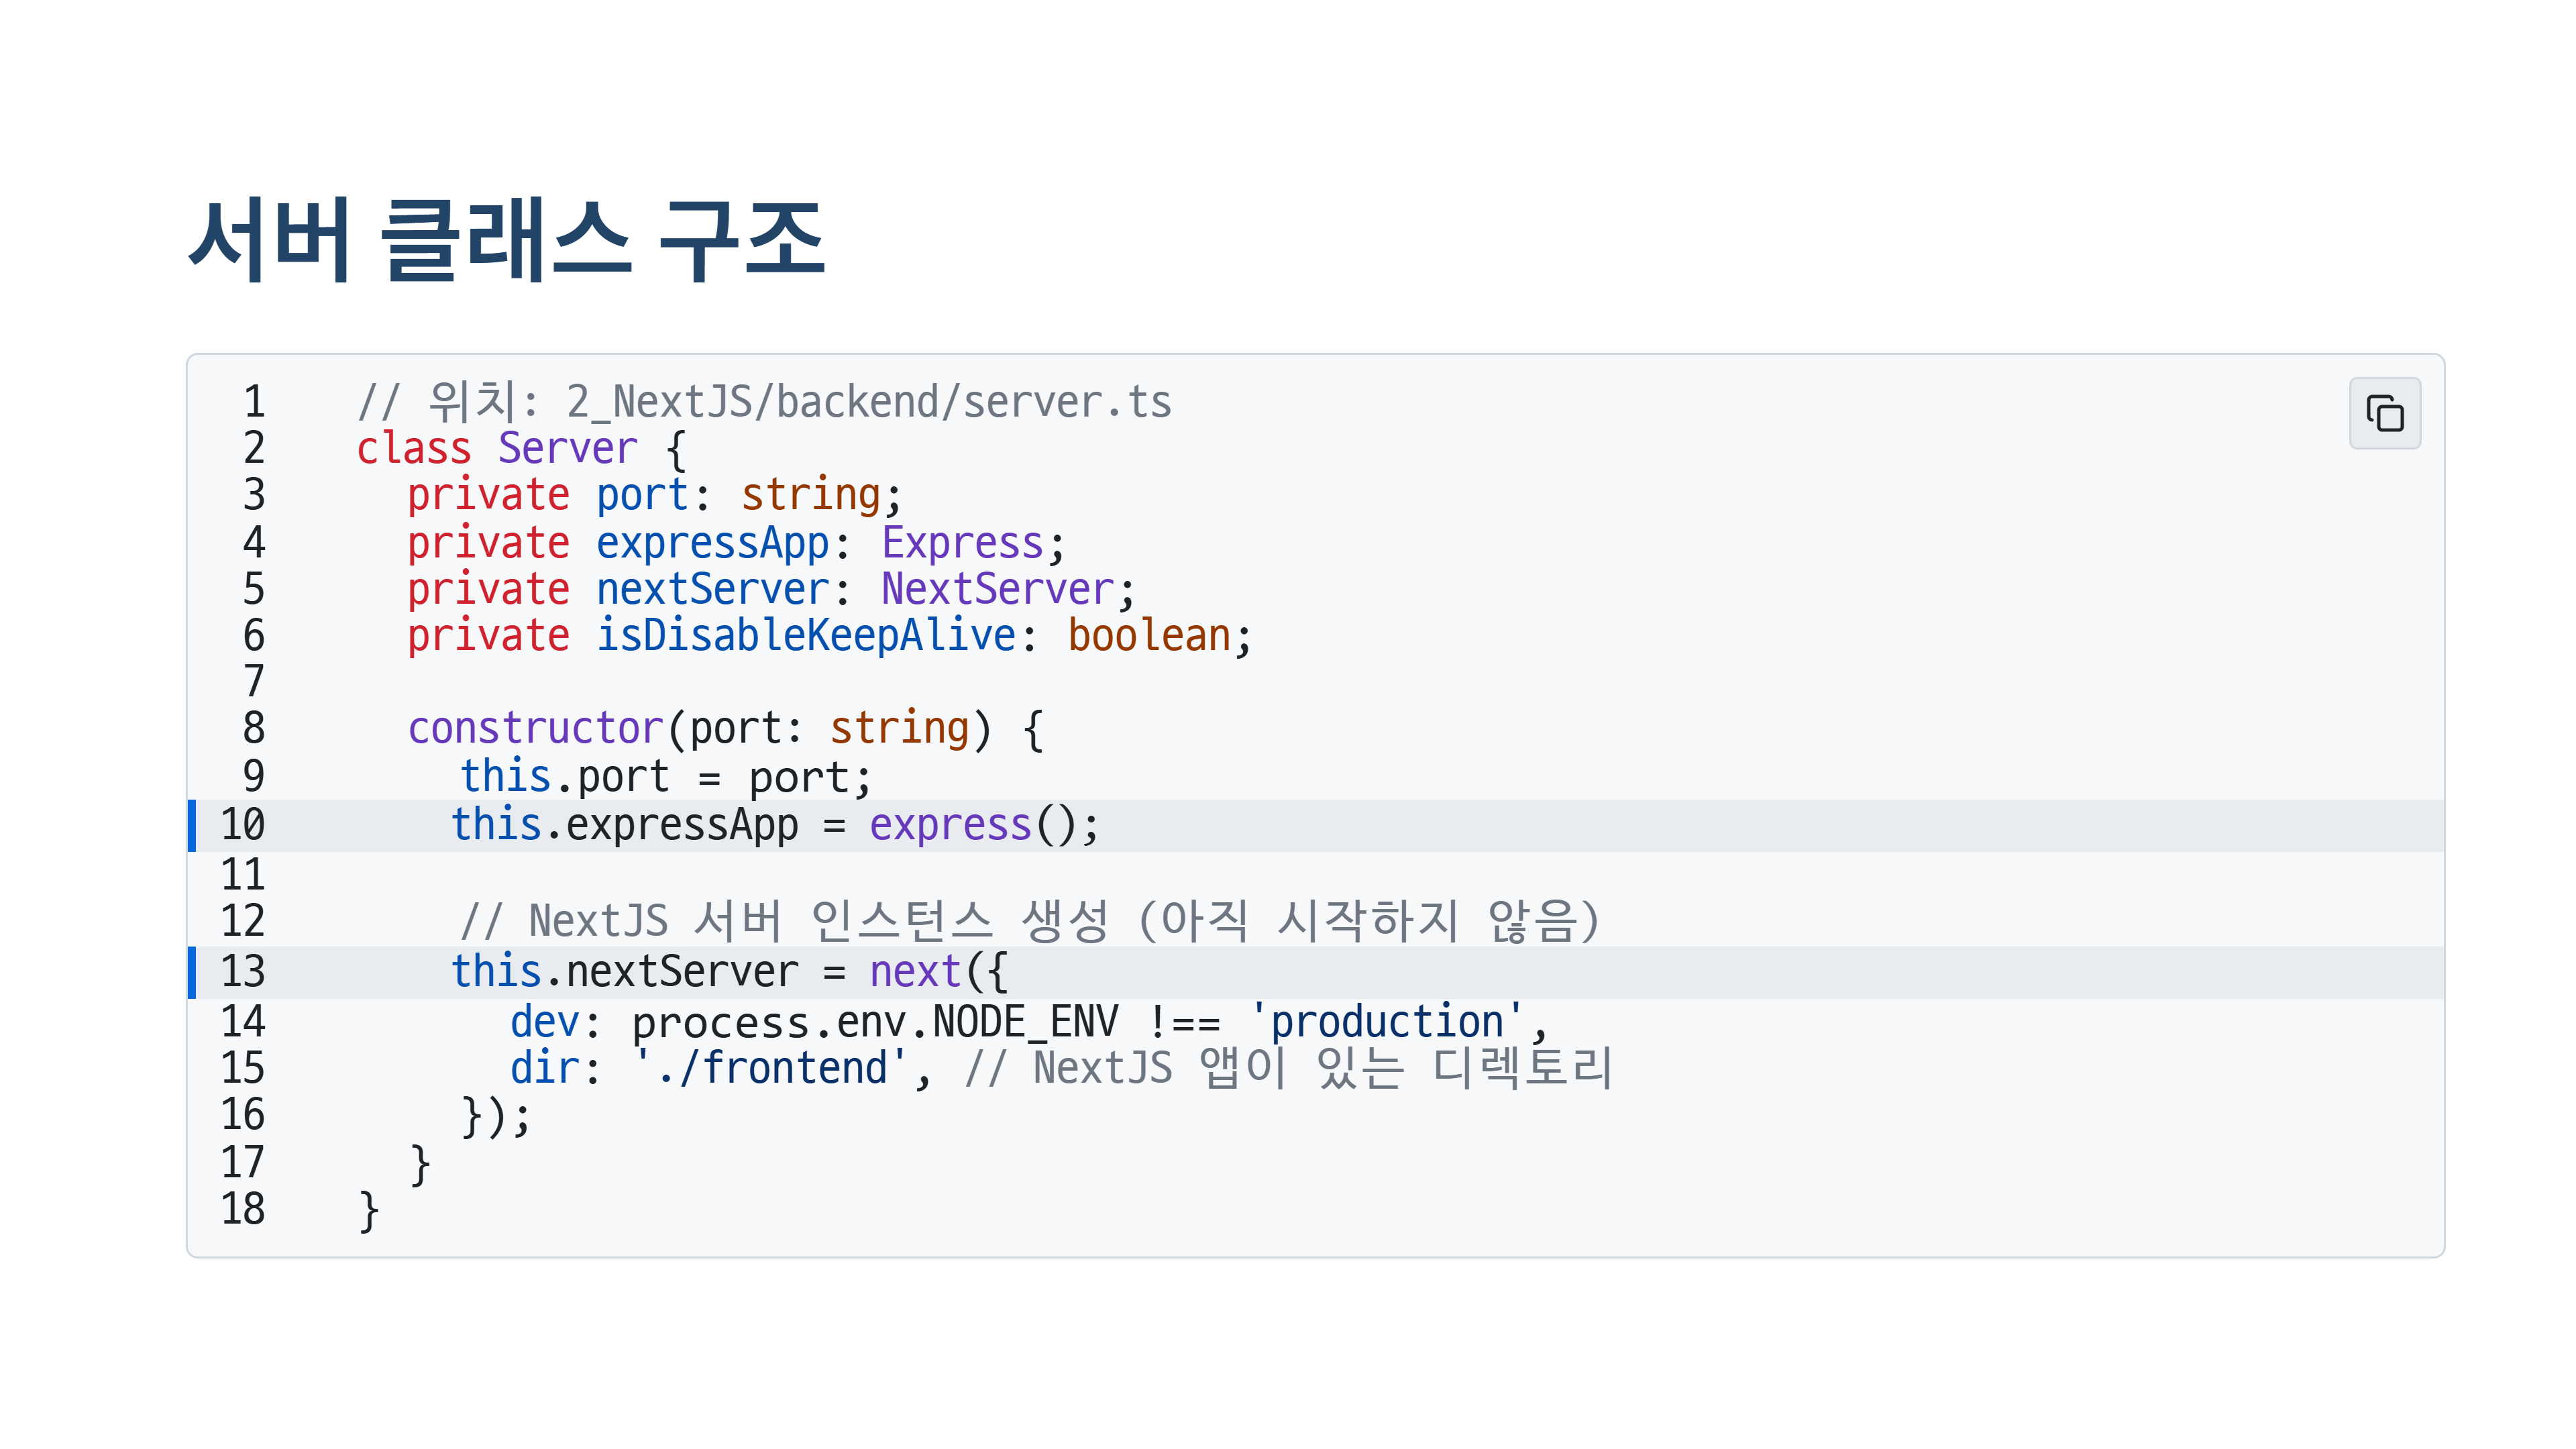 서버 클래스 구조
1 // 위치: 2_NextJS/backend/server.ts
2 class Server {
3   private port: string;
4   private expressApp: Express;
5   private nextServer: NextServer;
6   private isDisableKeepAlive: boolean;
7
8   constructor(port: string) {
9     this.port = port;
10     this.expressApp = express();
11
12     // NextJS 서버 인스턴스 생성 (아직 시작하지 않음)
13     this.nextServer = next({
14       dev: process.env.NODE_ENV !== 'production',
15       dir: './frontend', // NextJS 앱이 있는 디렉토리
16     });
17   }
18 }